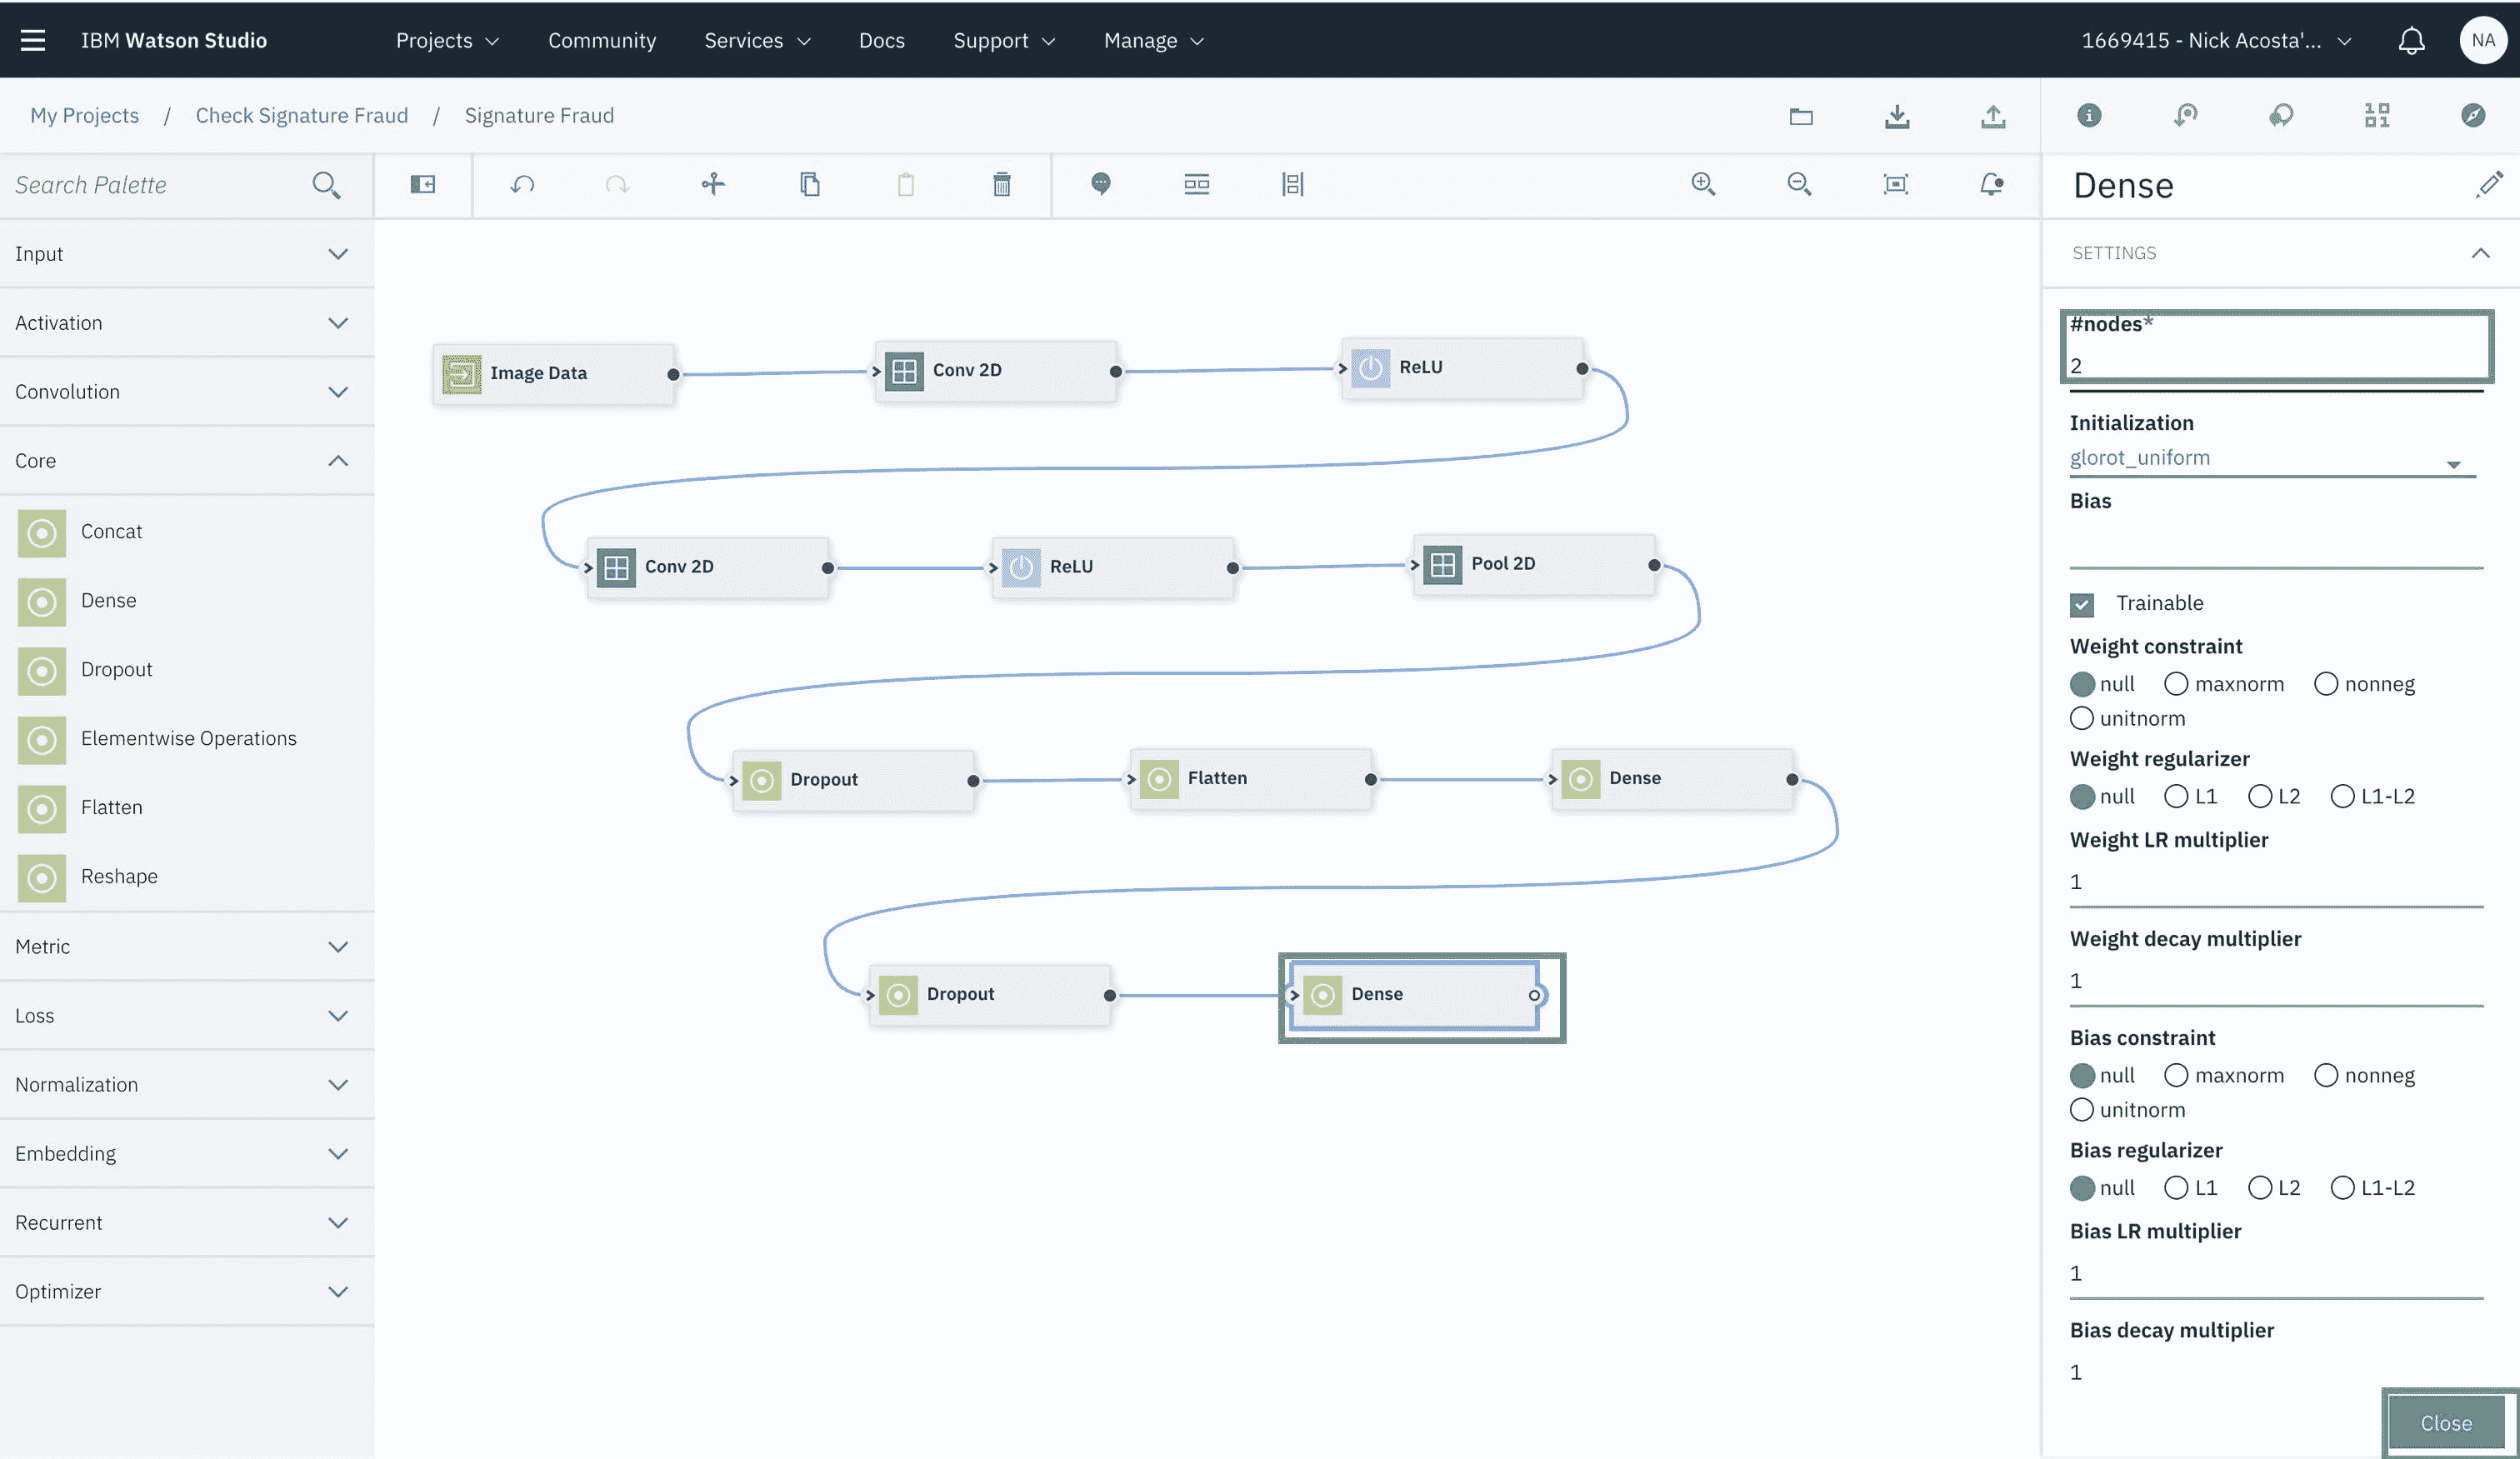 IBM Watson Studio Projects Community Services Docs Support Manage 1669415 - Nick Acosta'... NA
My Projects / Check Signature Fraud / Signature Fraud
Search Palette
Input
Activation
Convolution
Core
Concat
Dense
Dropout
Elementwise Operations
Flatten
Reshape
Metric
Loss
Normalization
Embedding
Recurrent
Optimizer
Image Data Conv 2D ReLU
Conv 2D ReLU Pool 2D
Dropout Flatten Dense
Dropout Dense
Dense
SETTINGS
#nodes*
2
Initialization
glorot_uniform
Bias
Trainable
Weight constraint
null maxnorm nonneg
unitnorm
Weight regularizer
null L1 L2 L1-L2
Weight LR multiplier
1
Weight decay multiplier
1
Bias constraint
null maxnorm nonneg
unitnorm
Bias regularizer
null L1 L2 L1-L2
Bias LR multiplier
1
Bias decay multiplier
1
Close